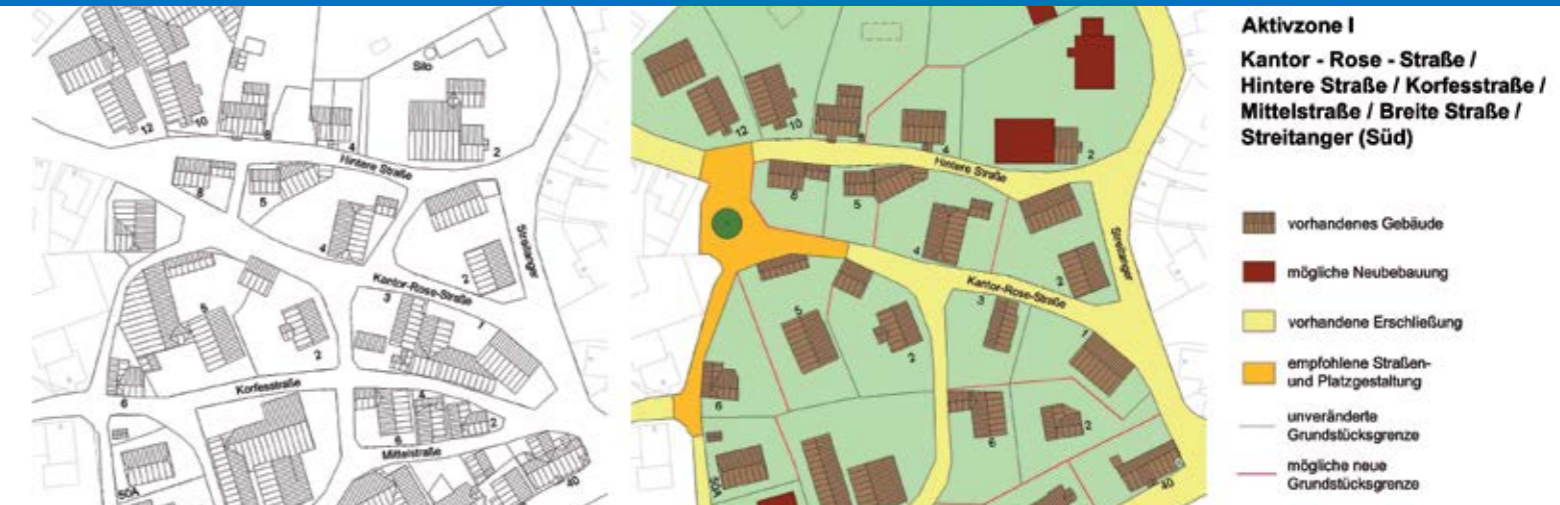 Silo
12
10
8
4
2
Hintere Straße
8
5
4
Streitanger
2
Kantor-Rose-Straße
5
3
1
2
Korfesstraße
6
4
6
2
Mittelstraße
50A
40
12
10
8
4
2
Hintere Straße
6
5
4
Streitanger
2
Kantor-Rose-Straße
5
3
1
2
6
6
2
50A
40
Aktivzone I
Kantor - Rose - Straße /
Hintere Straße / Korfesstraße /
Mittelstraße / Breite Straße /
Streitanger (Süd)
vorhandenes Gebäude
mögliche Neubebauung
vorhandene Erschließung
empfohlene Straßen-
und Platzgestaltung
unveränderte
Grundstücksgrenze
mögliche neue
Grundstücksgrenze